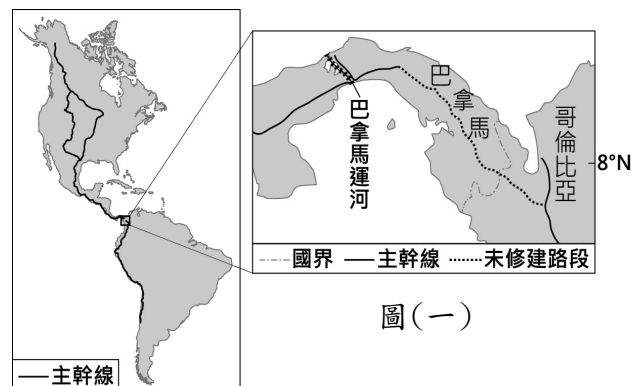 主幹線
巴拿馬
巴拿馬運河
哥倫比亞
8°N
國界 主幹線 未修建路段
圖(一)